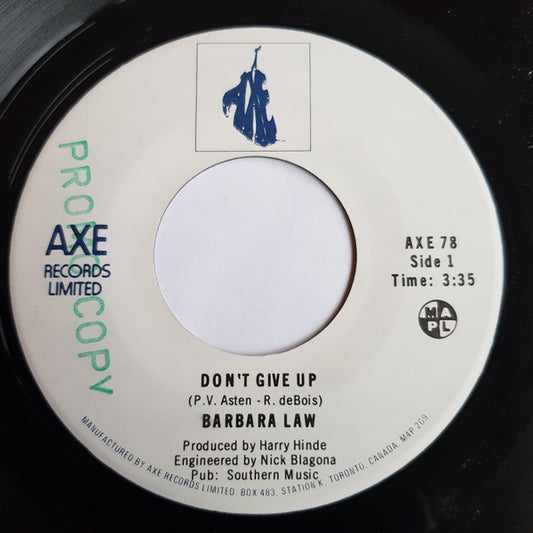 PROMO COPY
AXE
RECORDS
LIMITED
AXE 78
Side 1
Time: 3:35
MAPL
DON'T GIVE UP
(P.V. Asten - R. deBois)
BARBARA LAW
Produced by Harry Hinde
Engineered by Nick Blagona
Pub: Southern Music
MANUFACTURED BY AXE RECORDS LIMITED BOX 483, STATION K, TORONTO, CANADA, M4P 2G9